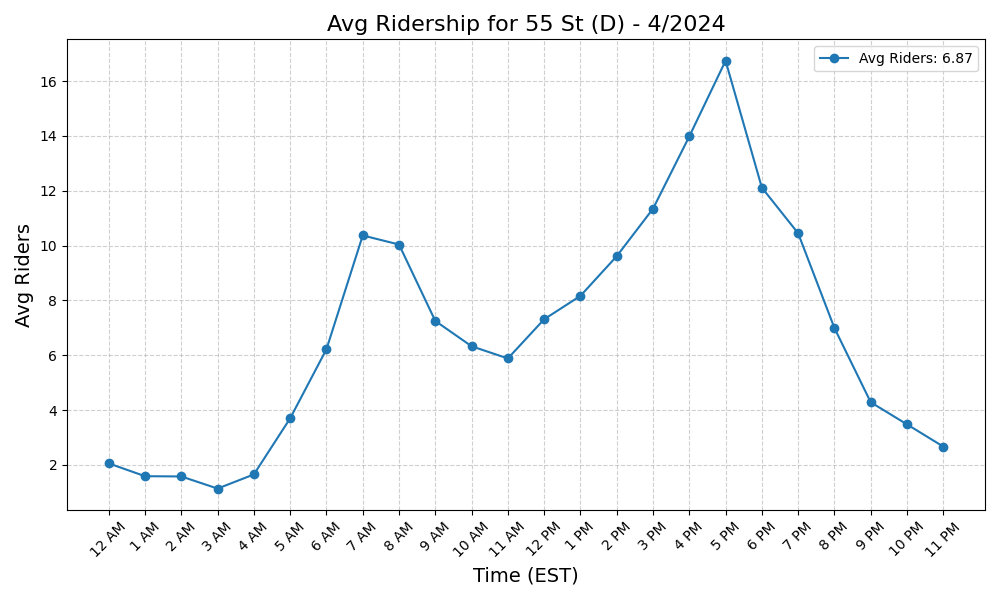 Avg Ridership for 55 St (D) - 4/2024
Avg Riders: 6.87
Avg Riders
16
14
12
10
8
6
4
2
12 AM
1 AM
2 AM
3 AM
4 AM
5 AM
6 AM
7 AM
8 AM
9 AM
10 AM
11 AM
12 PM
1 PM
2 PM
3 PM
4 PM
5 PM
6 PM
7 PM
8 PM
9 PM
10 PM
11 PM
Time (EST)